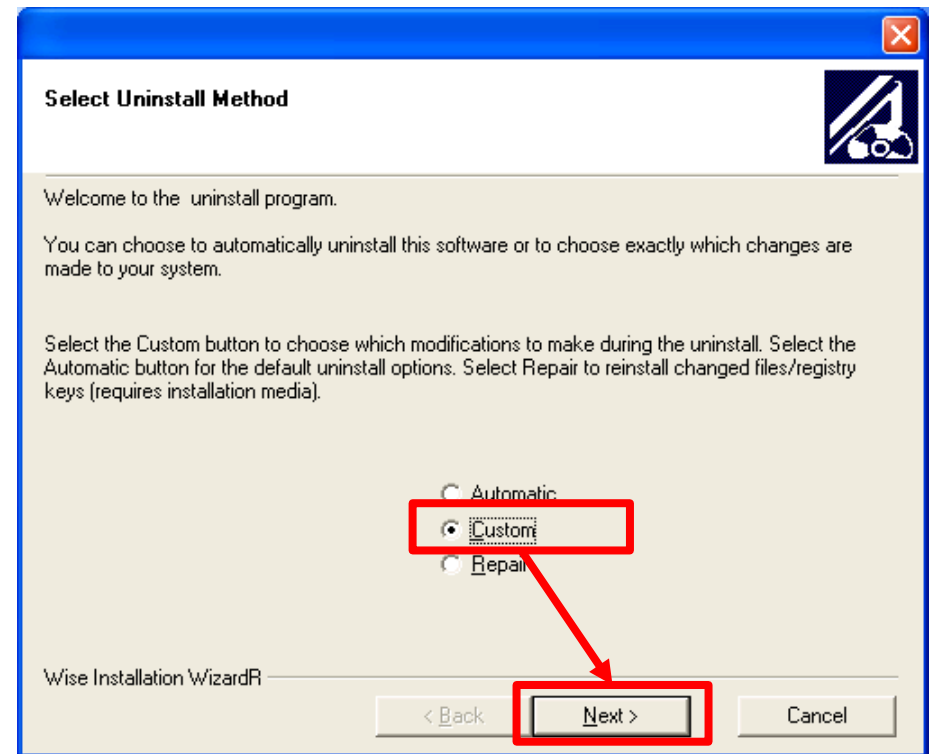 Select Uninstall Method
Welcome to the  uninstall program.
You can choose to automatically uninstall this software or to choose exactly which changes are
made to your system.
Select the Custom button to choose which modifications to make during the uninstall. Select the
Automatic button for the default uninstall options. Select Repair to reinstall changed files/registry
keys (requires installation media).
Automatic
Custom
Repair
Wise Installation WizardR
< Back
Next >
Cancel